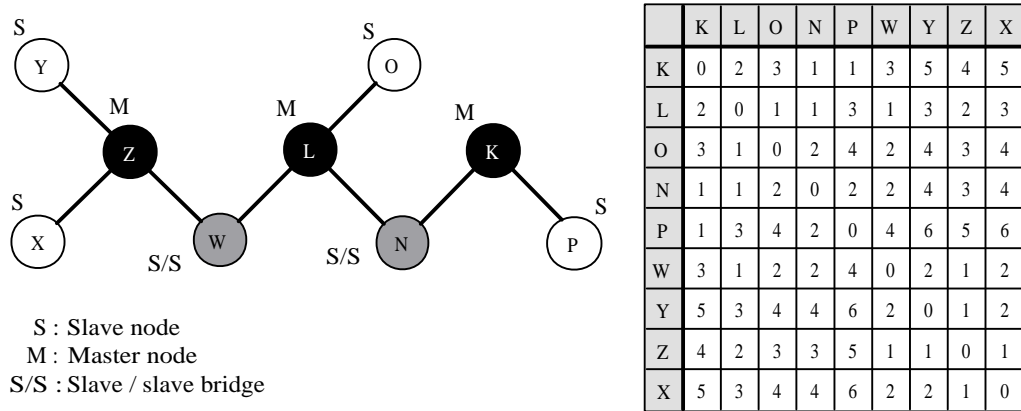 S
Y
S
O
M
Z
M
L
M
K
S
X
W
S/S
N
S/S
P
S
S : Slave node
M : Master node
S/S : Slave / slave bridge
K L O N P W Y Z X
K 0 2 3 1 1 3 5 4 5
L 2 0 1 1 3 1 3 2 3
O 3 1 0 2 4 2 4 3 4
N 1 1 2 0 2 2 4 3 4
P 1 3 4 2 0 4 6 5 6
W 3 1 2 2 4 0 2 1 2
Y 5 3 4 4 6 2 0 1 2
Z 4 2 3 3 5 1 1 0 1
X 5 3 4 4 6 2 2 1 0